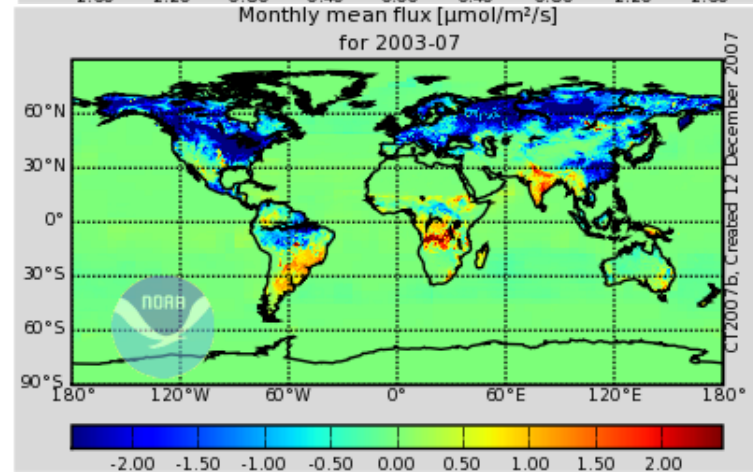 Monthly mean flux [µmol/m²/s]
for 2003-07
60°N
30°N
0°
30°S
60°S
90°S
180°
120°W
60°W
0°
60°E
120°E
180°
NOAA
CT2007b, Created 12 December 2007
-2.00 -1.50 -1.00 -0.50 0.00 0.50 1.00 1.50 2.00